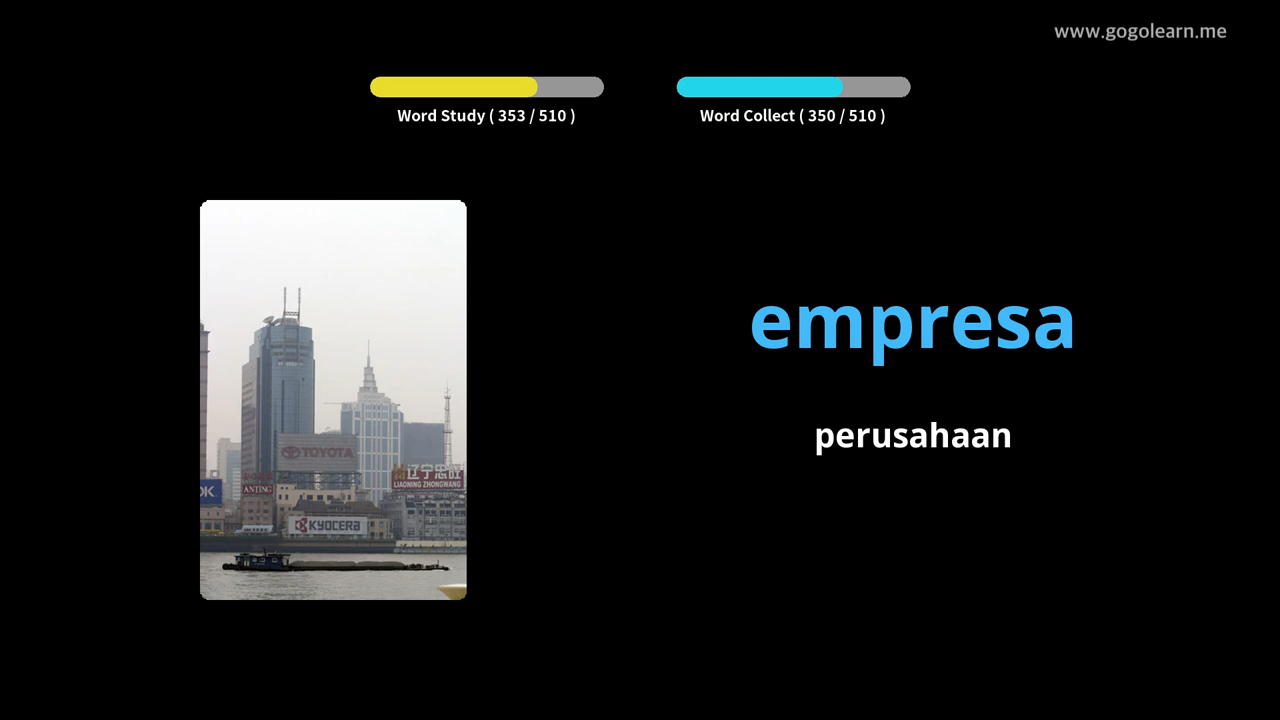 www.gogolearn.me
Word Study ( 353 / 510 )
Word Collect ( 350 / 510 )
empresa
perusahaan
TOYOTA
辽宁忠旺
LIAONING ZHONGWANG
ANTING
KYOCERA